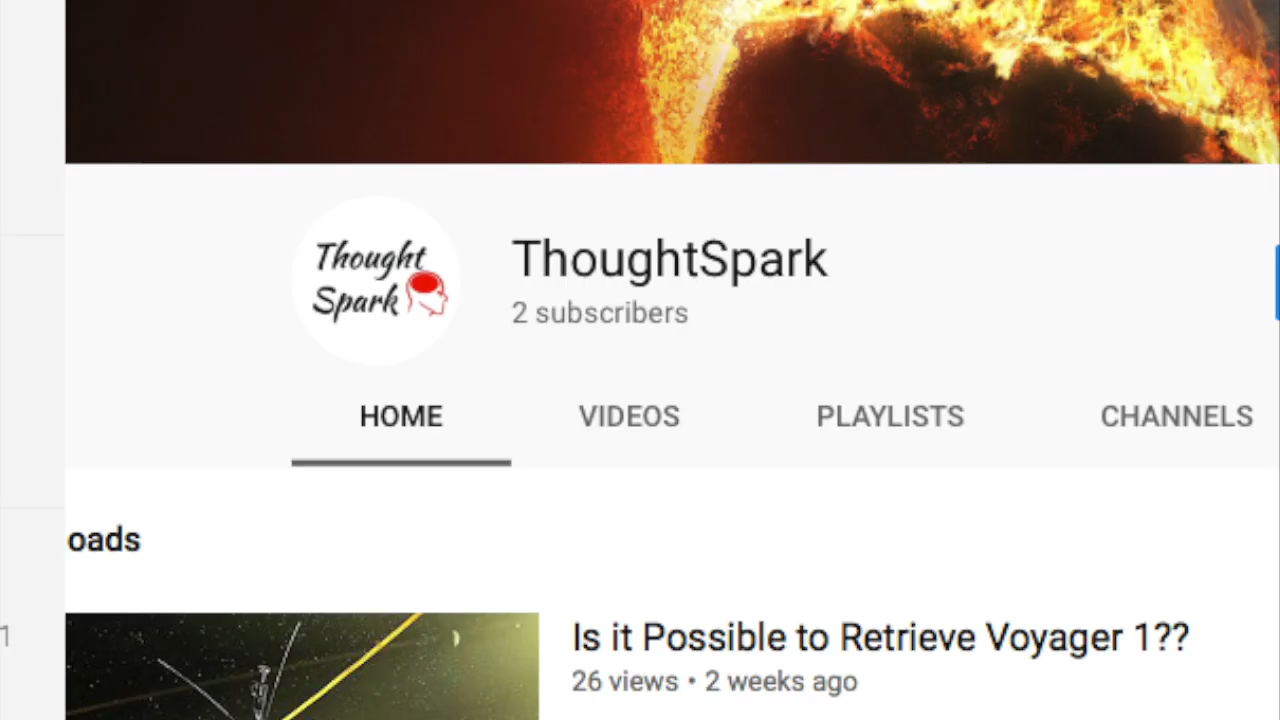 Thought
Spark
ThoughtSpark
2 subscribers
HOME VIDEOS PLAYLISTS CHANNELS
oads
1
Is it Possible to Retrieve Voyager 1??
26 views • 2 weeks ago